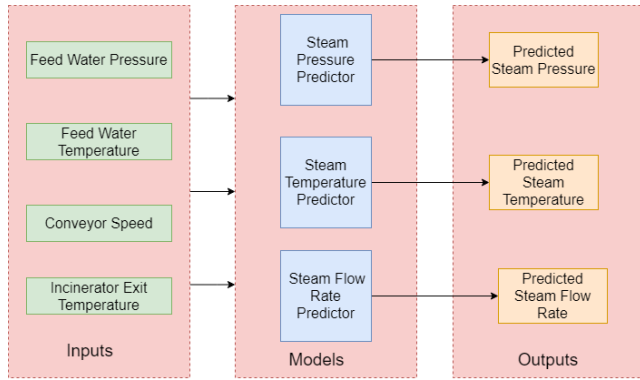 Feed Water Pressure
Feed Water
Temperature
Conveyor Speed
Incinerator Exit
Temperature
Inputs
Steam
Pressure
Predictor
Steam
Temperature
Predictor
Steam Flow
Rate
Predictor
Models
Predicted
Steam Pressure
Predicted
Steam
Temperature
Predicted
Steam Flow
Rate
Outputs